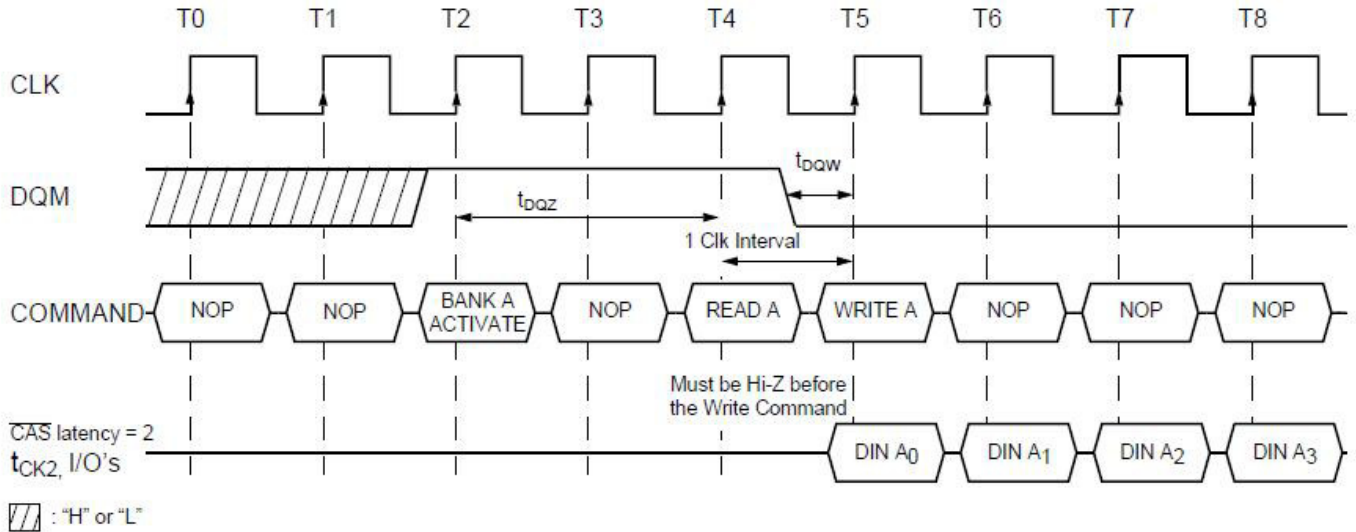 T0 T1 T2 T3 T4 T5 T6 T7 T8
CLK
DQM
tDQW
tDQZ
1 Clk Interval
COMMAND
NOP NOP BANK A ACTIVATE NOP READ A WRITE A NOP NOP NOP
Must be Hi-Z before
the Write Command
CAS latency = 2
tCK2, I/O's
DIN A0 DIN A1 DIN A2 DIN A3
: "H" or "L"